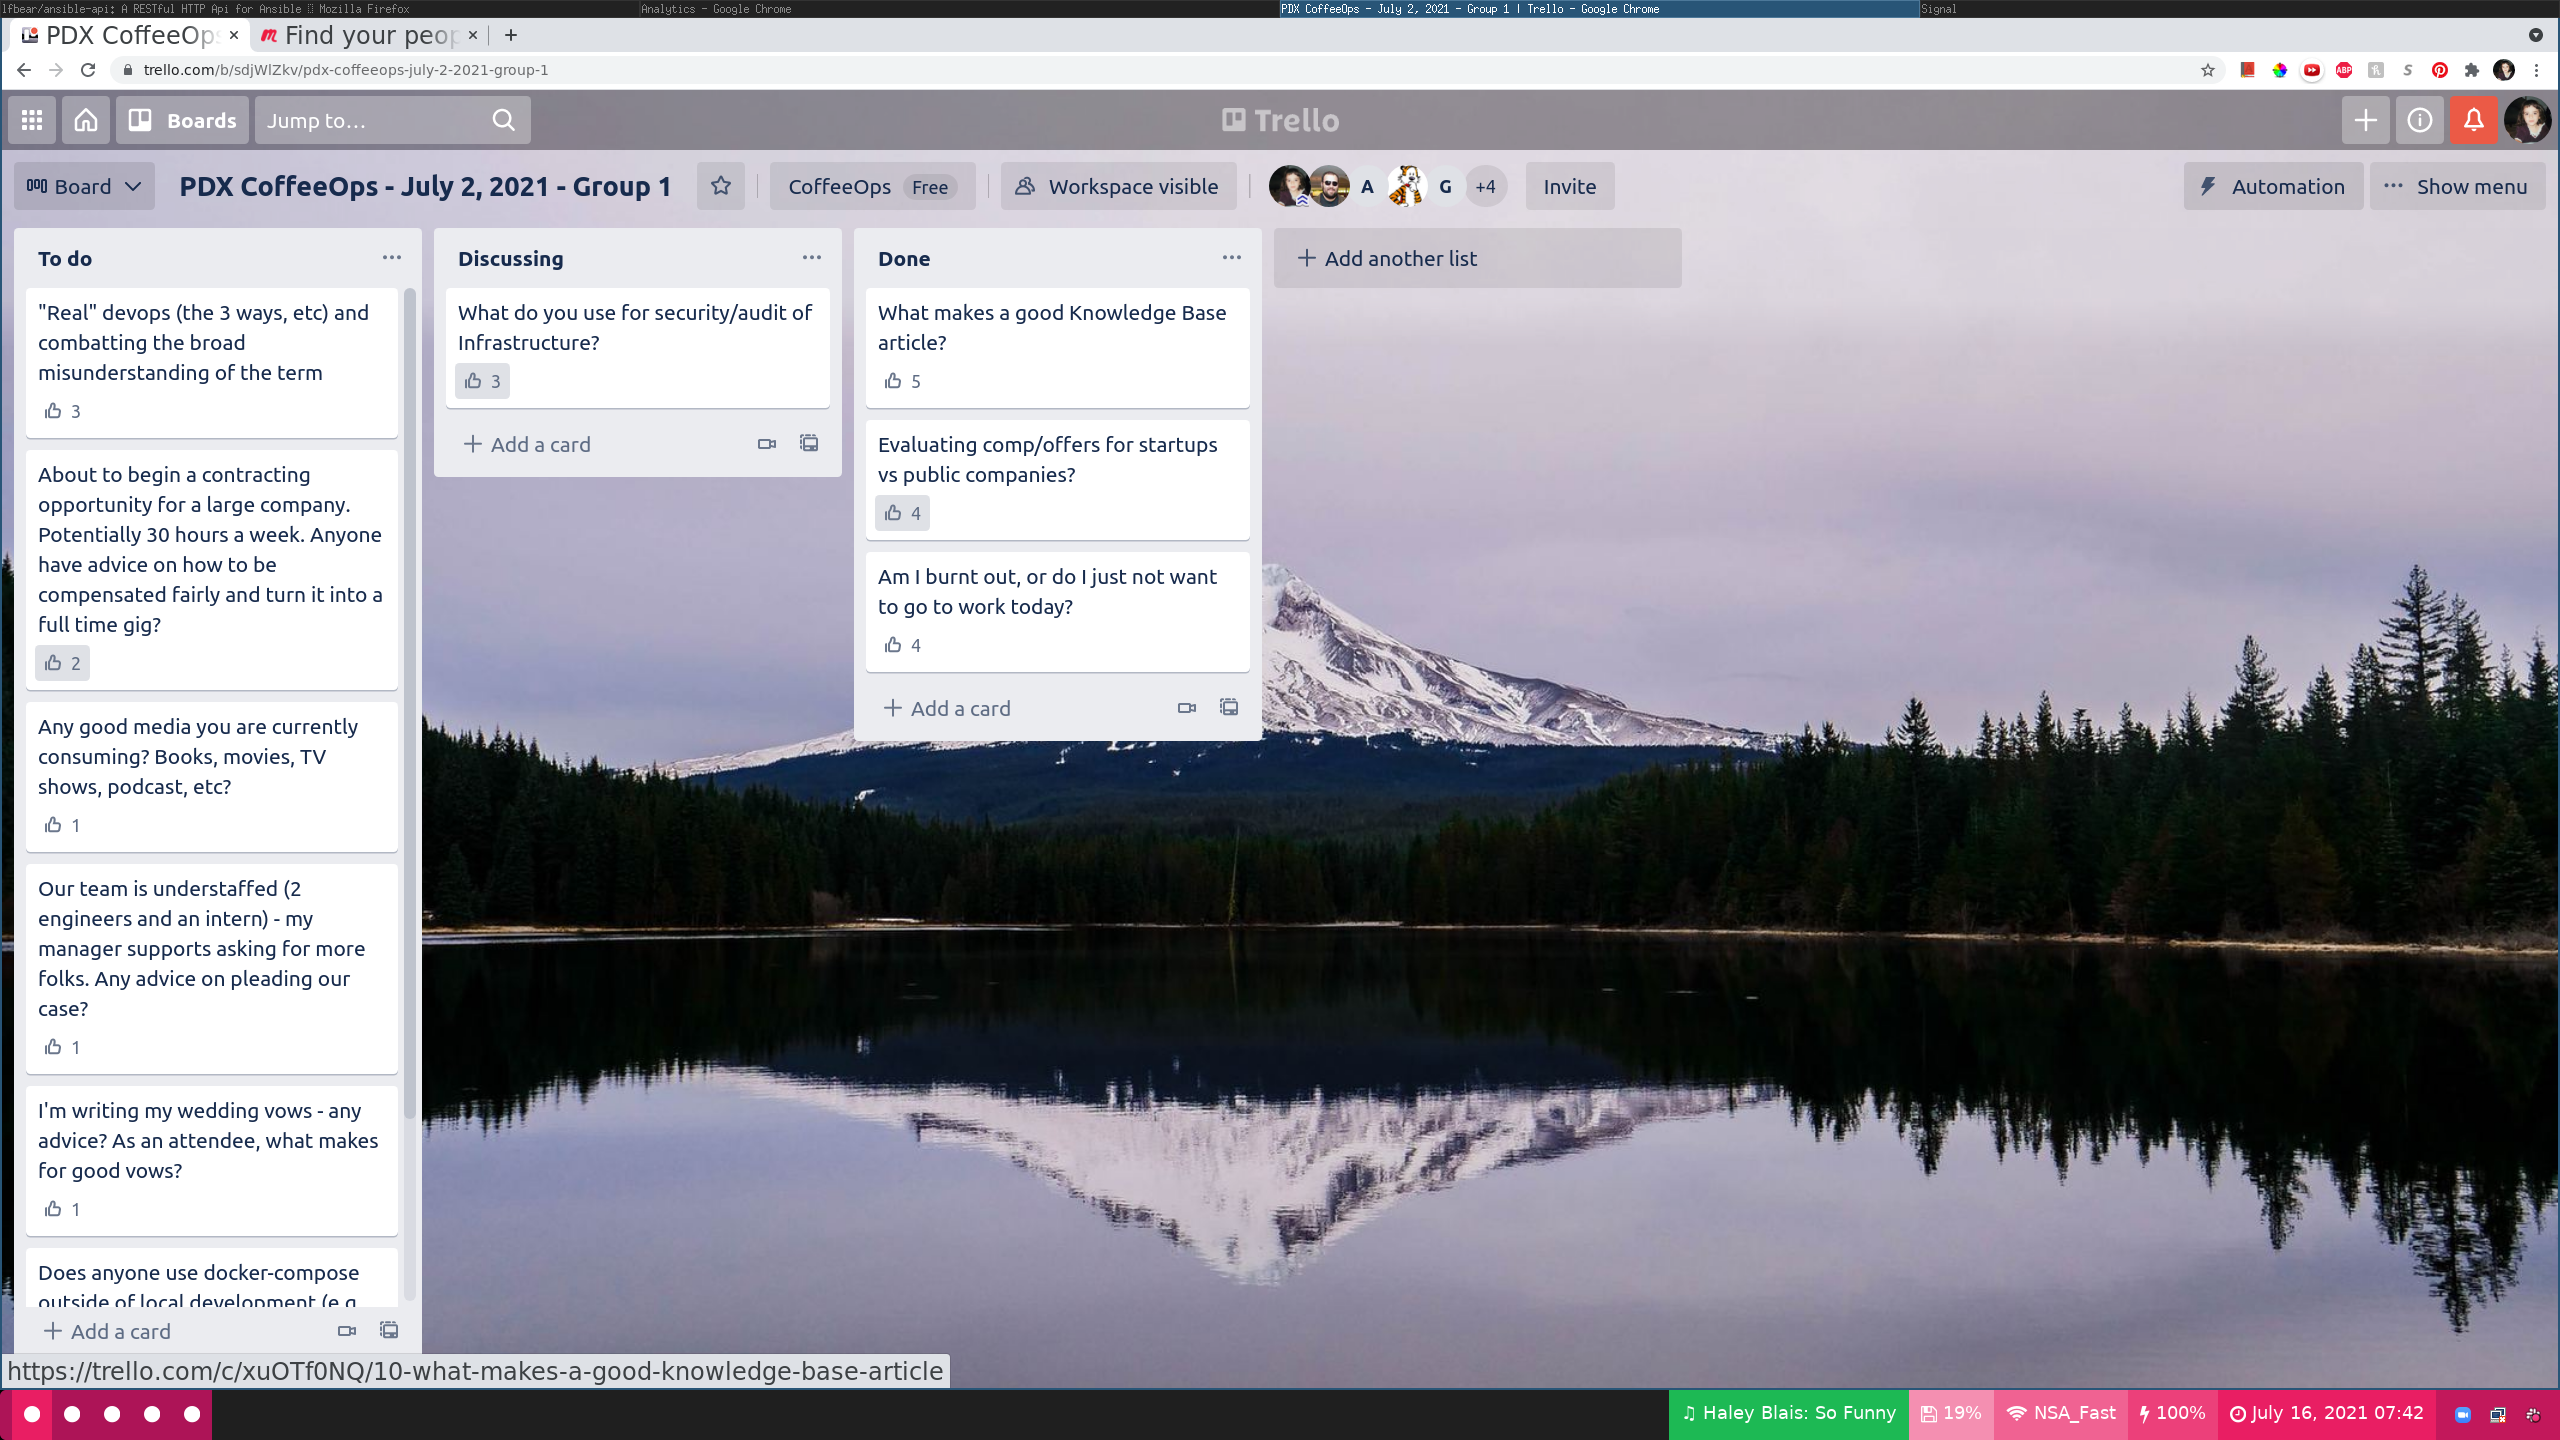 lfbear/ansible-api: A RESTful HTTP Api for Ansible Mozilla Firefox
Analytics - Google Chrome
PDX CoffeeOps - July 2, 2021 - Group 1 | Trello - Google Chrome
Signal
PDX CoffeeOps
Find your peop
trello.com/b/sdjWlZkv/pdx-coffeeops-july-2-2021-group-1
ABP
Boards
Jump to...
Trello
Board
PDX CoffeeOps - July 2, 2021 - Group 1
CoffeeOps Free
Workspace visible
A
G
+4
Invite
Automation
Show menu
To do
"Real" devops (the 3 ways, etc) and
combatting the broad
misunderstanding of the term
3
About to begin a contracting
opportunity for a large company.
Potentially 30 hours a week. Anyone
have advice on how to be
compensated fairly and turn it into a
full time gig?
2
Any good media you are currently
consuming? Books, movies, TV
shows, podcast, etc?
1
Our team is understaffed (2
engineers and an intern) - my
manager supports asking for more
folks. Any advice on pleading our
case?
1
I'm writing my wedding vows - any
advice? As an attendee, what makes
for good vows?
1
Does anyone use docker-compose
outside of local development (e.g
Add a card
Discussing
What do you use for security/audit of
Infrastructure?
3
Add a card
Done
What makes a good Knowledge Base
article?
5
Evaluating comp/offers for startups
vs public companies?
4
Am I burnt out, or do I just not want
to go to work today?
4
Add a card
Add another list
https://trello.com/c/xuOTf0NQ/10-what-makes-a-good-knowledge-base-article
Haley Blais: So Funny
19%
NSA_Fast
100%
July 16, 2021 07:42